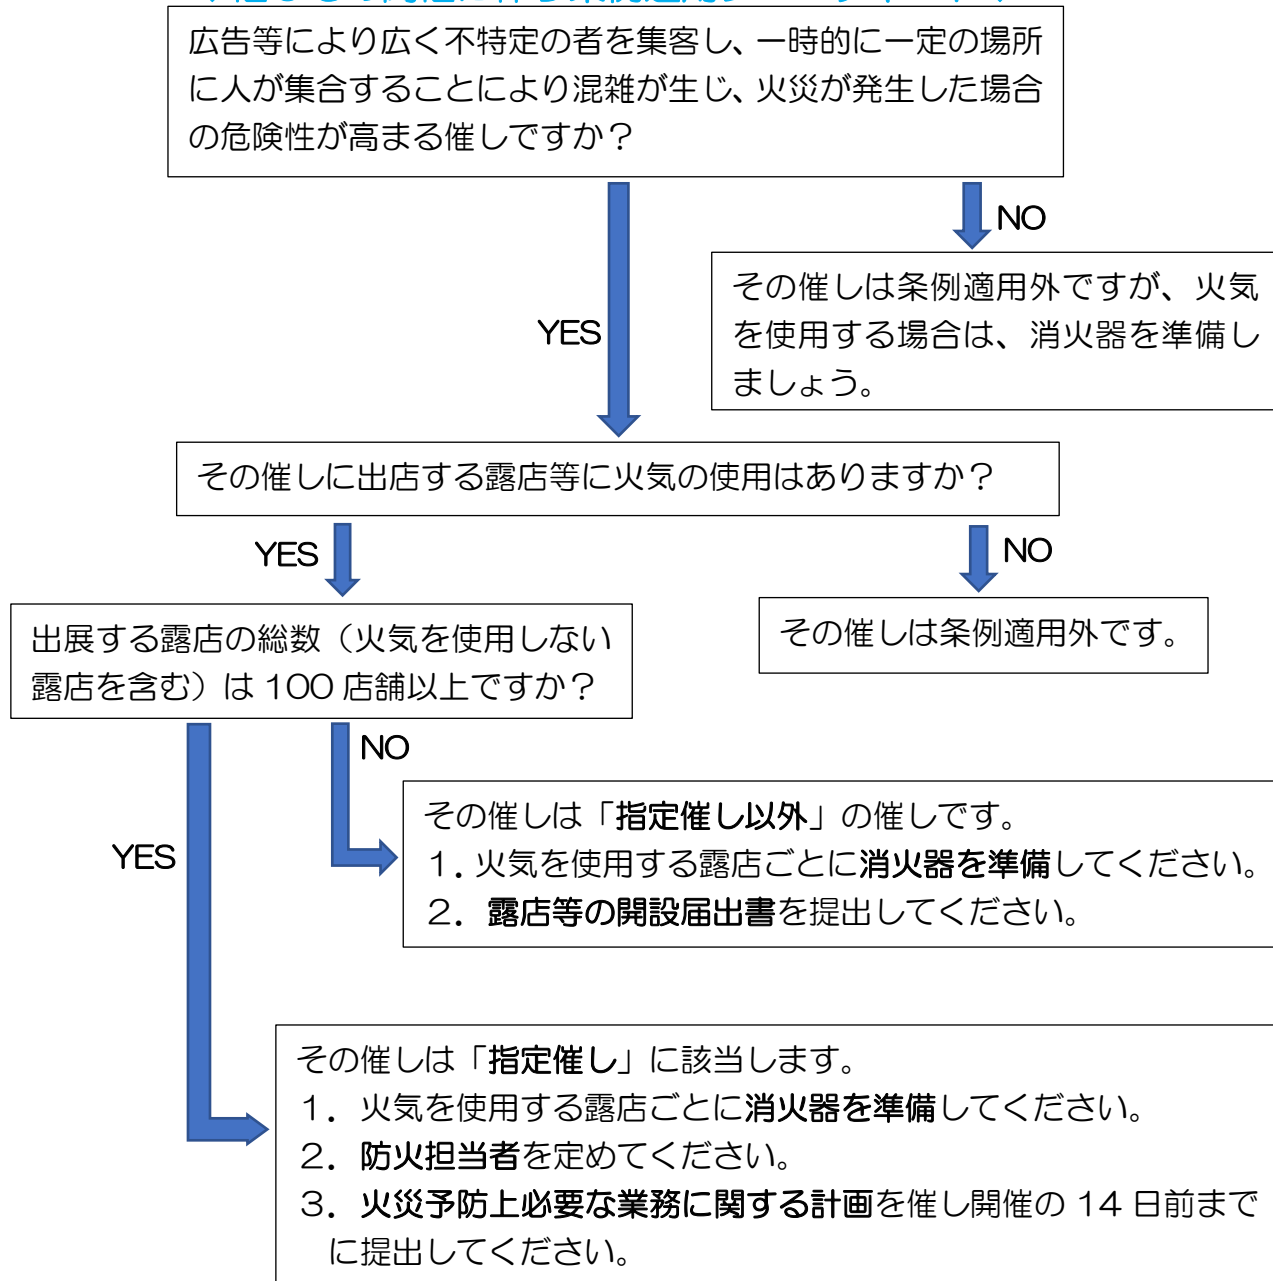 広告等により広く不特定の者を集客し、一時的に一定の場所
に人が集合することにより混雑が生じ、火災が発生した場合
の危険性が高まる催しですか？
NO
その催しは条例適用外ですが、火気
を使用する場合は、消火器を準備し
ましょう。
YES
その催しに出店する露店等に火気の使用はありますか？
YES
NO
出展する露店の総数（火気を使用しない
露店を含む）は 100 店舗以上ですか？
その催しは条例適用外です。
NO
その催しは「指定催し以外」の催しです。
１．火気を使用する露店ごとに消火器を準備してください。
２．露店等の開設届出書を提出してください。
YES
その催しは「指定催し」に該当します。
１．火気を使用する露店ごとに消火器を準備してください。
２．防火担当者を定めてください。
３．火災予防上必要な業務に関する計画を催し開催の 14 日前まで
に提出してください。